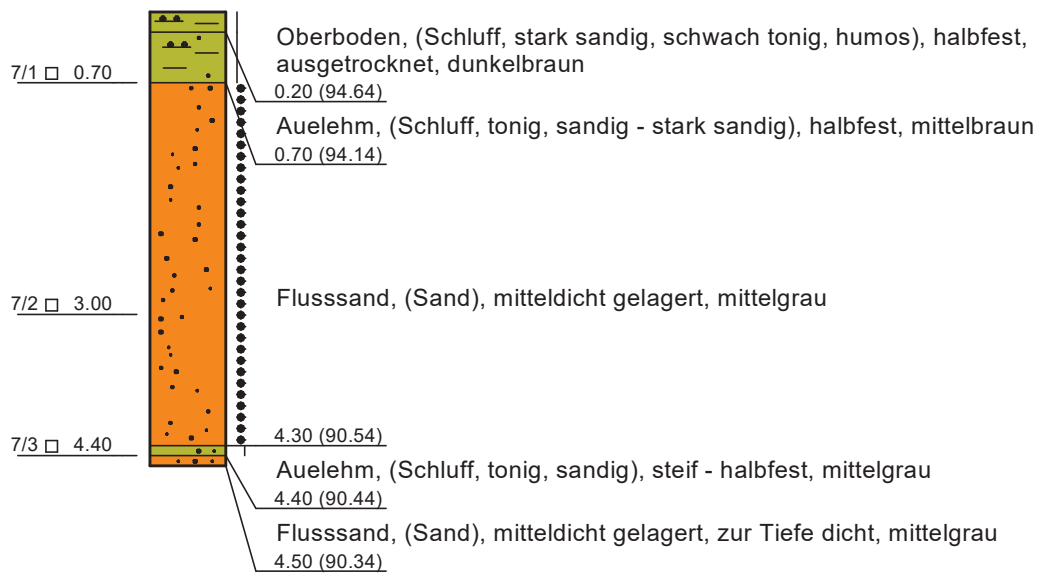 Oberboden, (Schluff, stark sandig, schwach tonig, humos), halbfest,
ausgetrocknet, dunkelbraun
7/1 □ 0.70
0.20 (94.64)
Auelehm, (Schluff, tonig, sandig - stark sandig), halbfest, mittelbraun
0.70 (94.14)
7/2 □ 3.00
Flusssand, (Sand), mitteldicht gelagert, mittelgrau
7/3 □ 4.40
4.30 (90.54)
Auelehm, (Schluff, tonig, sandig), steif - halbfest, mittelgrau
4.40 (90.44)
Flusssand, (Sand), mitteldicht gelagert, zur Tiefe dicht, mittelgrau
4.50 (90.34)